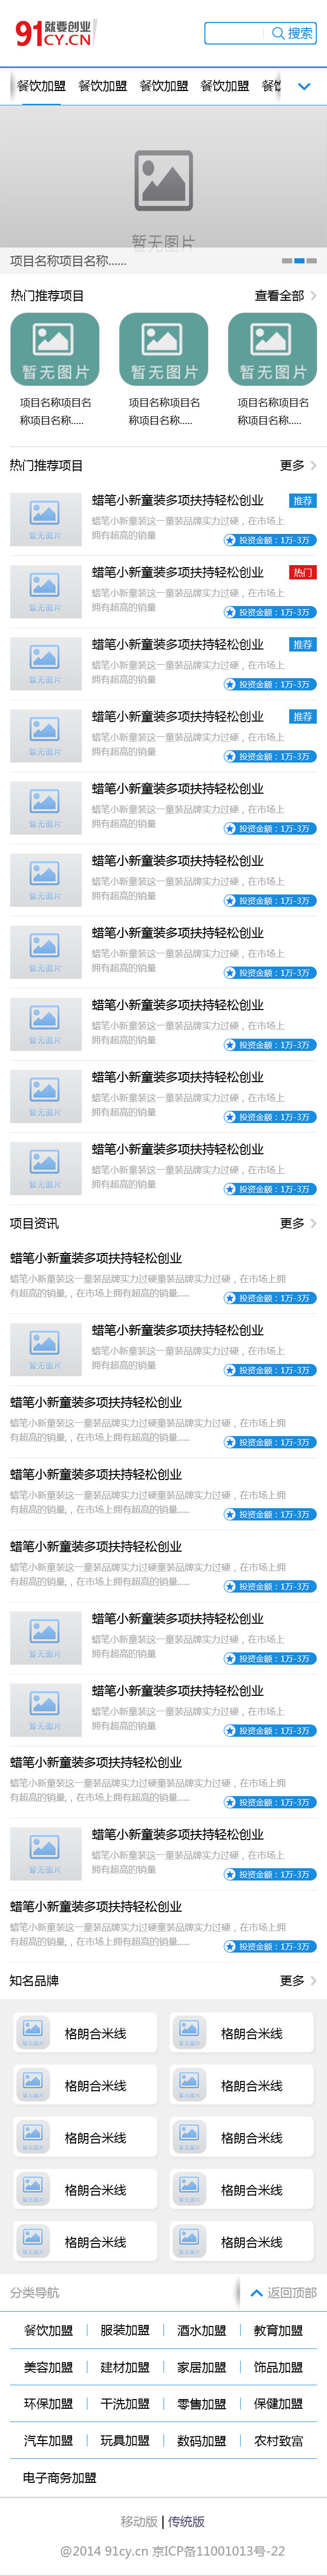 91 就要创业 CY.CN
搜索
餐饮加盟 餐饮加盟 餐饮加盟 餐饮加盟 餐
暂无图片
项目名称项目名称......
热门推荐项目 查看全部
暂无图片 暂无图片 暂无图片
项目名称项目名 项目名称项目名 项目名称项目名
称项目名称..... 称项目名称..... 称项目名称.....
热门推荐项目 更多
蜡笔小新童装多项扶持轻松创业 推荐
蜡笔小新童装这一童装品牌实力过硬，在市场上
暂无图片 拥有超高的销量
投资金额：1万-3万
蜡笔小新童装多项扶持轻松创业 热门
蜡笔小新童装这一童装品牌实力过硬，在市场上
暂无图片 拥有超高的销量
投资金额：1万-3万
蜡笔小新童装多项扶持轻松创业 推荐
蜡笔小新童装这一童装品牌实力过硬，在市场上
暂无图片 拥有超高的销量
投资金额：1万-3万
蜡笔小新童装多项扶持轻松创业 推荐
蜡笔小新童装这一童装品牌实力过硬，在市场上
暂无图片 拥有超高的销量
投资金额：1万-3万
蜡笔小新童装多项扶持轻松创业
蜡笔小新童装这一童装品牌实力过硬，在市场上
暂无图片 拥有超高的销量
投资金额：1万-3万
蜡笔小新童装多项扶持轻松创业
蜡笔小新童装这一童装品牌实力过硬，在市场上
暂无图片 拥有超高的销量
投资金额：1万-3万
蜡笔小新童装多项扶持轻松创业
蜡笔小新童装这一童装品牌实力过硬，在市场上
暂无图片 拥有超高的销量
投资金额：1万-3万
蜡笔小新童装多项扶持轻松创业
蜡笔小新童装这一童装品牌实力过硬，在市场上
暂无图片 拥有超高的销量
投资金额：1万-3万
蜡笔小新童装多项扶持轻松创业
蜡笔小新童装这一童装品牌实力过硬，在市场上
暂无图片 拥有超高的销量
投资金额：1万-3万
蜡笔小新童装多项扶持轻松创业
蜡笔小新童装这一童装品牌实力过硬，在市场上
暂无图片 拥有超高的销量
投资金额：1万-3万
项目资讯 更多
蜡笔小新童装多项扶持轻松创业
蜡笔小新童装这一童装品牌实力过硬童装品牌实力过硬，在市场上拥
有超高的销量,，在市场上拥有超高的销量......
投资金额：1万-3万
蜡笔小新童装多项扶持轻松创业
蜡笔小新童装这一童装品牌实力过硬，在市场上
暂无图片 拥有超高的销量
投资金额：1万-3万
蜡笔小新童装多项扶持轻松创业
蜡笔小新童装这一童装品牌实力过硬童装品牌实力过硬，在市场上拥
有超高的销量,，在市场上拥有超高的销量......
投资金额：1万-3万
蜡笔小新童装多项扶持轻松创业
蜡笔小新童装这一童装品牌实力过硬童装品牌实力过硬，在市场上拥
有超高的销量,，在市场上拥有超高的销量......
投资金额：1万-3万
蜡笔小新童装多项扶持轻松创业
蜡笔小新童装这一童装品牌实力过硬童装品牌实力过硬，在市场上拥
有超高的销量,，在市场上拥有超高的销量......
投资金额：1万-3万
蜡笔小新童装多项扶持轻松创业
蜡笔小新童装这一童装品牌实力过硬，在市场上
暂无图片 拥有超高的销量
投资金额：1万-3万
蜡笔小新童装多项扶持轻松创业
蜡笔小新童装这一童装品牌实力过硬，在市场上
暂无图片 拥有超高的销量
投资金额：1万-3万
蜡笔小新童装多项扶持轻松创业
蜡笔小新童装这一童装品牌实力过硬童装品牌实力过硬，在市场上拥
有超高的销量,，在市场上拥有超高的销量......
投资金额：1万-3万
蜡笔小新童装多项扶持轻松创业
蜡笔小新童装这一童装品牌实力过硬，在市场上
暂无图片 拥有超高的销量
投资金额：1万-3万
蜡笔小新童装多项扶持轻松创业
蜡笔小新童装这一童装品牌实力过硬童装品牌实力过硬，在市场上拥
有超高的销量,，在市场上拥有超高的销量......
投资金额：1万-3万
知名品牌 更多
暂无图片 格朗合米线 暂无图片 格朗合米线
暂无图片 格朗合米线 暂无图片 格朗合米线
暂无图片 格朗合米线 暂无图片 格朗合米线
暂无图片 格朗合米线 暂无图片 格朗合米线
暂无图片 格朗合米线 暂无图片 格朗合米线
分类导航 返回顶部
餐饮加盟 服装加盟 酒水加盟 教育加盟
美容加盟 建材加盟 家居加盟 饰品加盟
环保加盟 干洗加盟 零售加盟 保健加盟
汽车加盟 玩具加盟 数码加盟 农村致富
电子商务加盟
移动版 | 传统版
@2014 91cy.cn 京ICP备11001013号-22